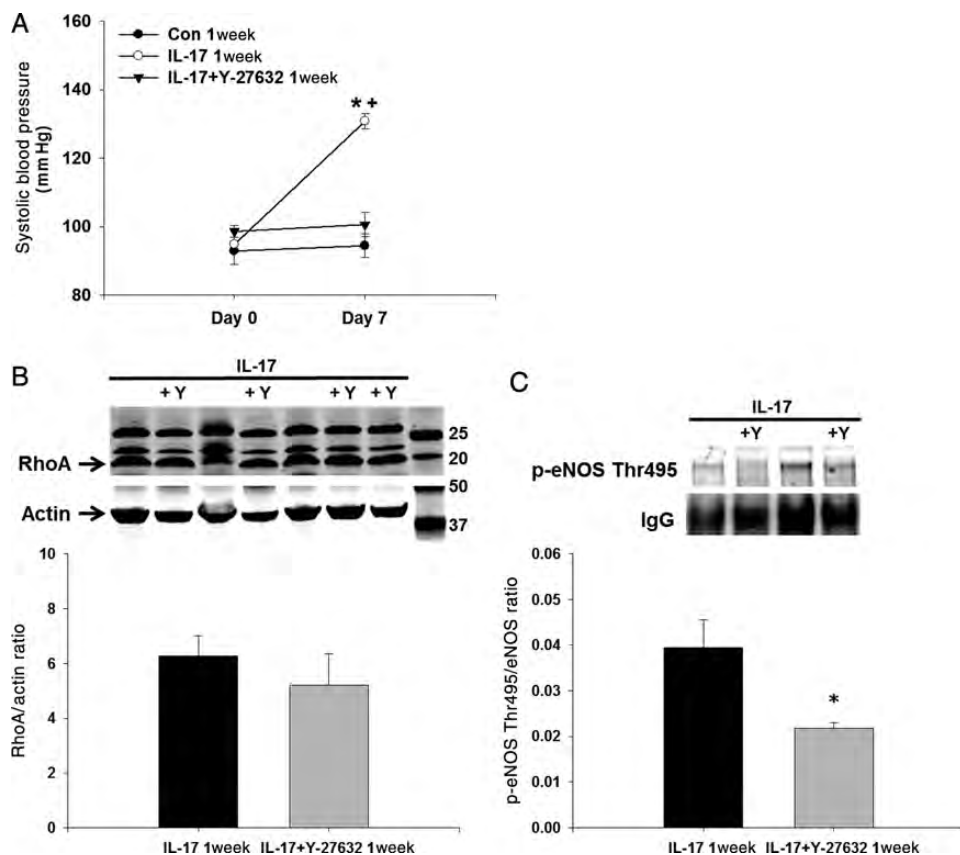 A
160
140
120
100
80
Systolic blood pressure
(mm Hg)
Con 1week
IL-17 1week
IL-17+Y-27632 1week
* +
Day 0
Day 7
B
IL-17
+ Y
+ Y
+ Y
+ Y
RhoA
25
20
50
Actin
37
10
8
6
4
2
0
RhoA/actin ratio
IL-17 1week
IL-17+Y-27632 1week
C
IL-17
+Y
+Y
p-eNOS Thr495
IgG
0.06
0.05
0.04
0.03
0.02
0.01
0.00
p-eNOS Thr495/eNOS ratio
*
IL-17 1week
IL-17+Y-27632 1week